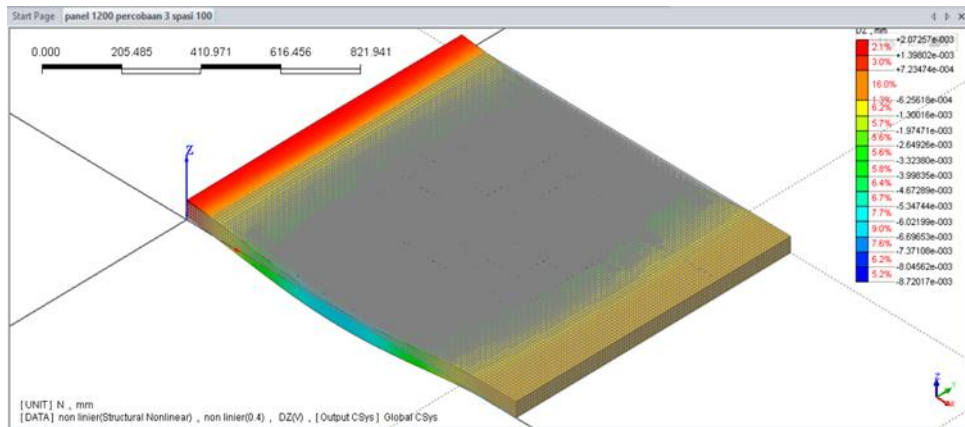 Start Page panel 1200 percobaan 3 spasi 100
0.000 205.485 410.971 616.456 821.941
DZ , mm
+2.07257e-003
2.1%
+1.39802e-003
3.0%
+7.23474e-004
16.0%
1.3%
-6.25618e-004
6.2%
-1.30016e-003
5.7%
-1.97471e-003
5.6%
-2.64926e-003
5.6%
-3.32380e-003
5.8%
-3.99835e-003
6.4%
-4.67289e-003
6.7%
-5.34744e-003
7.7%
-6.02199e-003
9.0%
-6.69653e-003
7.6%
-7.37108e-003
6.2%
-8.04562e-003
5.2%
-8.72017e-003
Z
Z
Y
X
[UNIT] N , mm
[DATA] non linier(Structural Nonlinear) , non linier(0.4) , DZ(V) , [Output CSys] Global CSys